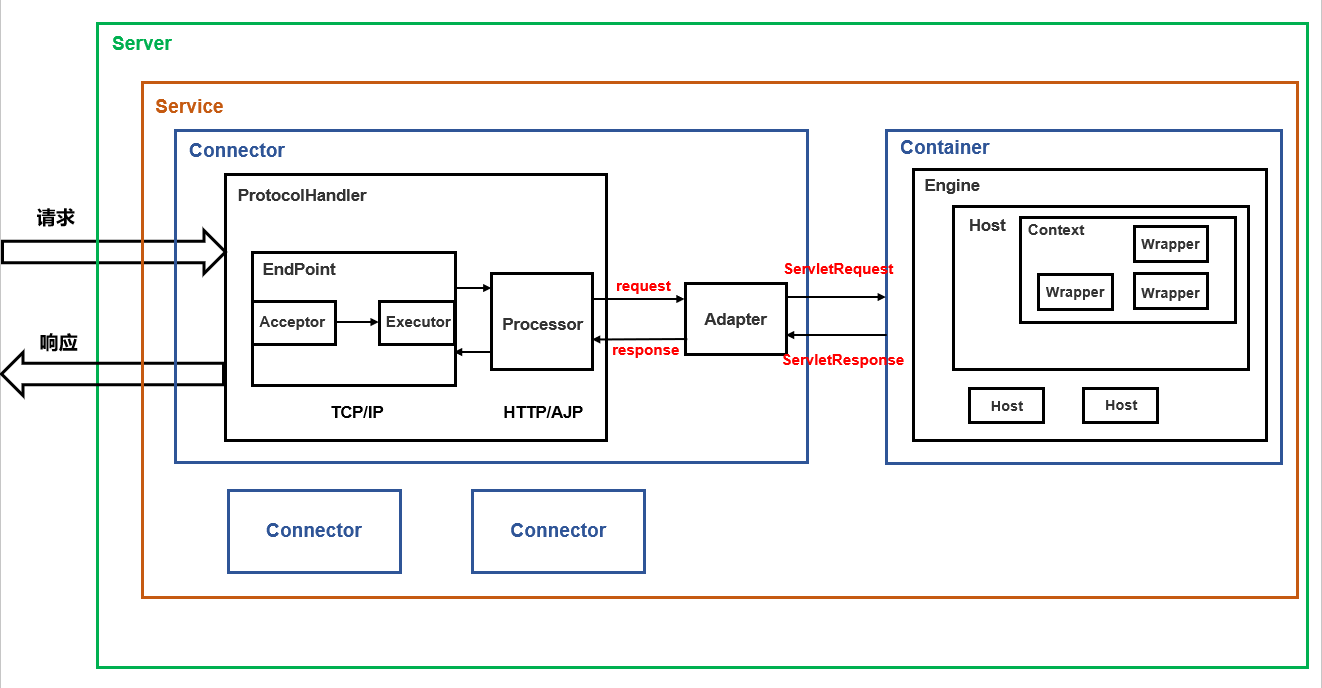 Server
Service
Connector
Container
ProtocolHandler
Engine
请求
Host
Context
Wrapper
EndPoint
ServletRequest
request
Wrapper
Wrapper
Acceptor
Executor
Processor
Adapter
响应
response
ServletResponse
TCP/IP
HTTP/AJP
Host
Host
Connector
Connector